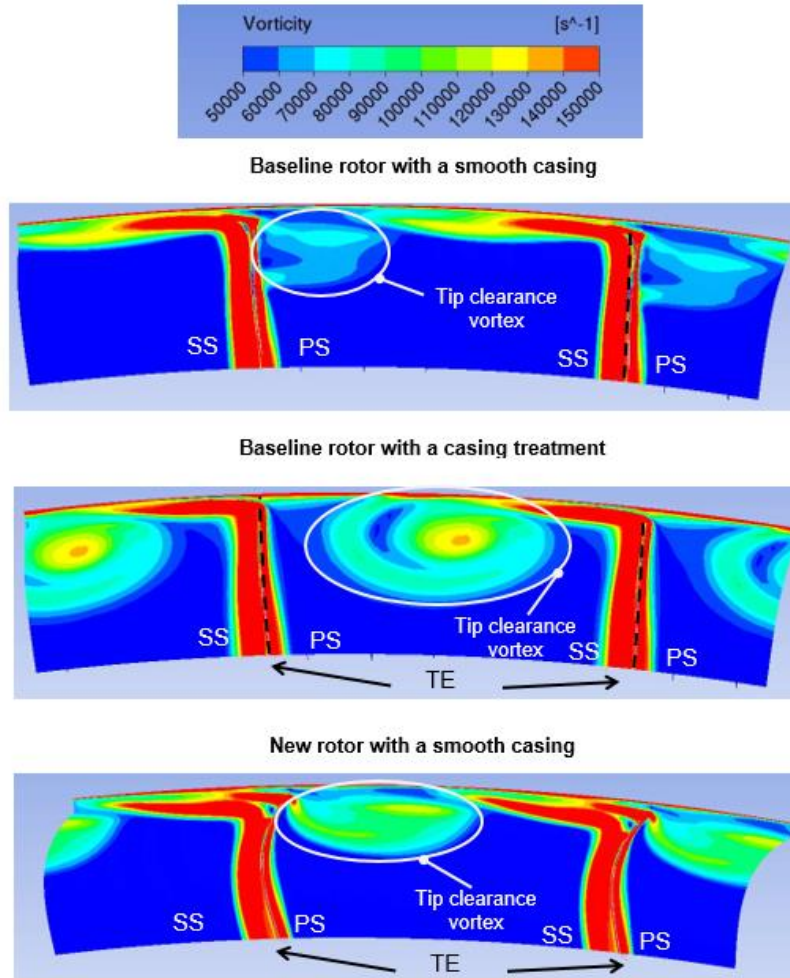 Vorticity [s^-1]
50000 60000 70000 80000 90000 100000 110000 120000 130000 140000 150000
Baseline rotor with a smooth casing
Tip clearance
vortex
SS PS SS PS
Baseline rotor with a casing treatment
Tip clearance
vortex
SS PS SS PS
TE
New rotor with a smooth casing
Tip clearance
vortex
SS PS SS PS
TE